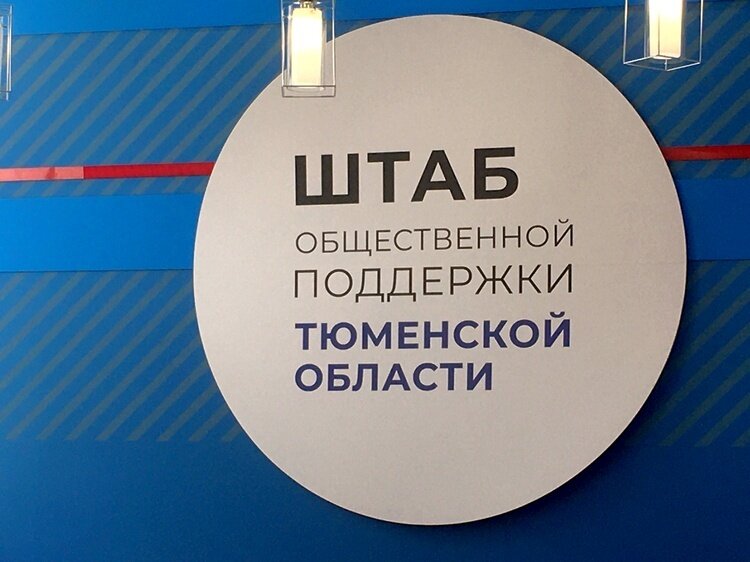 ШТАБ
ОБЩЕСТВЕННОЙ
ПОДДЕРЖКИ
ТЮМЕНСКОЙ
ОБЛАСТИ